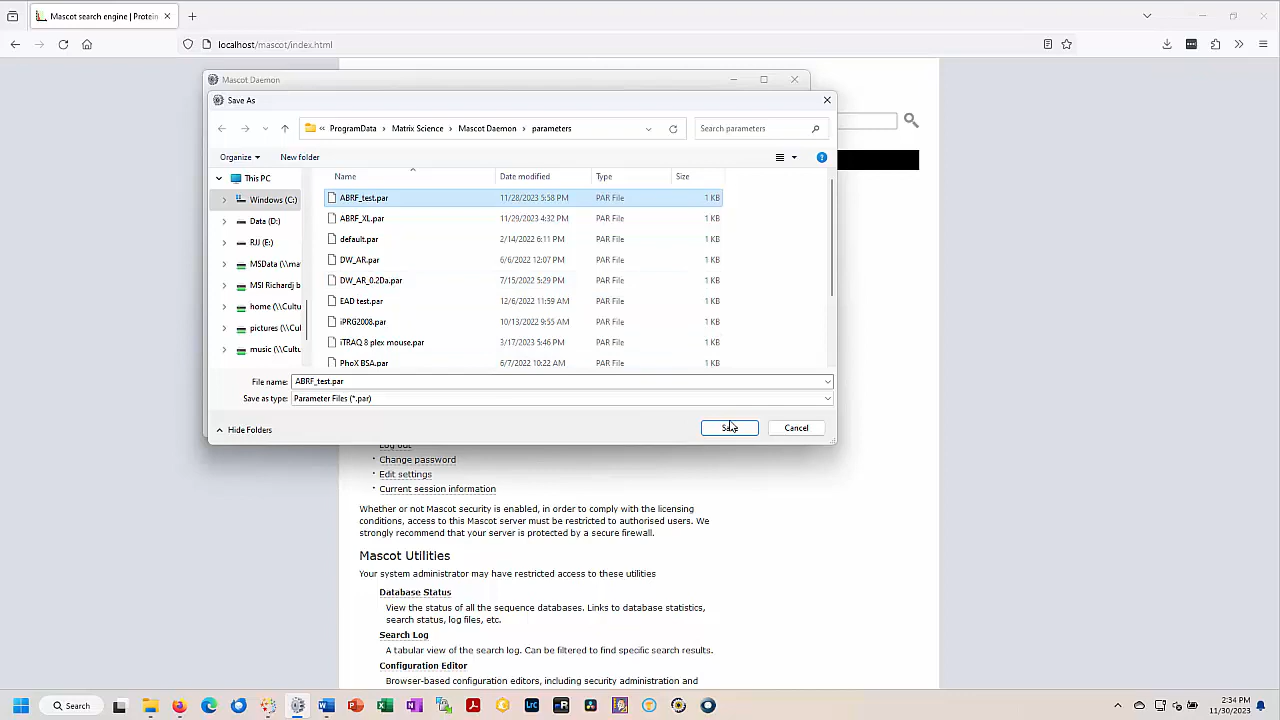 Mascot search engine | Protein
localhost/mascot/index.html
Mascot Daemon
Save As
« ProgramData › Matrix Science › Mascot Daemon › parameters
Search parameters
Organize
New folder
This PC
Windows (C:)
Data (D:)
RJJ (E:)
MSData (\\ma
MSI Richardj b
home (\\Cultu
pictures (\\Cu
music (\\Cultu
Name Date modified Type Size
ABRF_test.par 11/28/2023 5:58 PM PAR File 1 KB
ABRF_XL.par 11/29/2023 4:32 PM PAR File 1 KB
default.par 2/14/2022 6:11 PM PAR File 1 KB
DW_AR.par 6/6/2022 12:07 PM PAR File 1 KB
DW_AR_0.2Da.par 7/15/2022 5:29 PM PAR File 1 KB
EAD test.par 12/6/2022 11:59 AM PAR File 1 KB
iPRG2008.par 10/13/2022 9:55 AM PAR File 1 KB
iTRAQ 8 plex mouse.par 3/17/2023 5:46 PM PAR File 1 KB
PhoX BSA.par 6/7/2022 10:22 AM PAR File 1 KB
File name: ABRF_test.par
Save as type: Parameter Files (*.par)
Hide Folders
Save
Cancel
Log out
Change password
Edit settings
Current session information
Whether or not Mascot security is enabled, in order to comply with the licensing
conditions, access to this Mascot server must be restricted to authorised users. We
strongly recommend that your server is protected by a secure firewall.
Mascot Utilities
Your system administrator may have restricted access to these utilities
Database Status
View the status of all the sequence databases. Links to database statistics,
search status, log files, etc.
Search Log
A tabular view of the search log. Can be filtered to find specific search results.
Configuration Editor
Browser-based configuration editors, including security administration and
Search
2:34 PM
11/30/2023